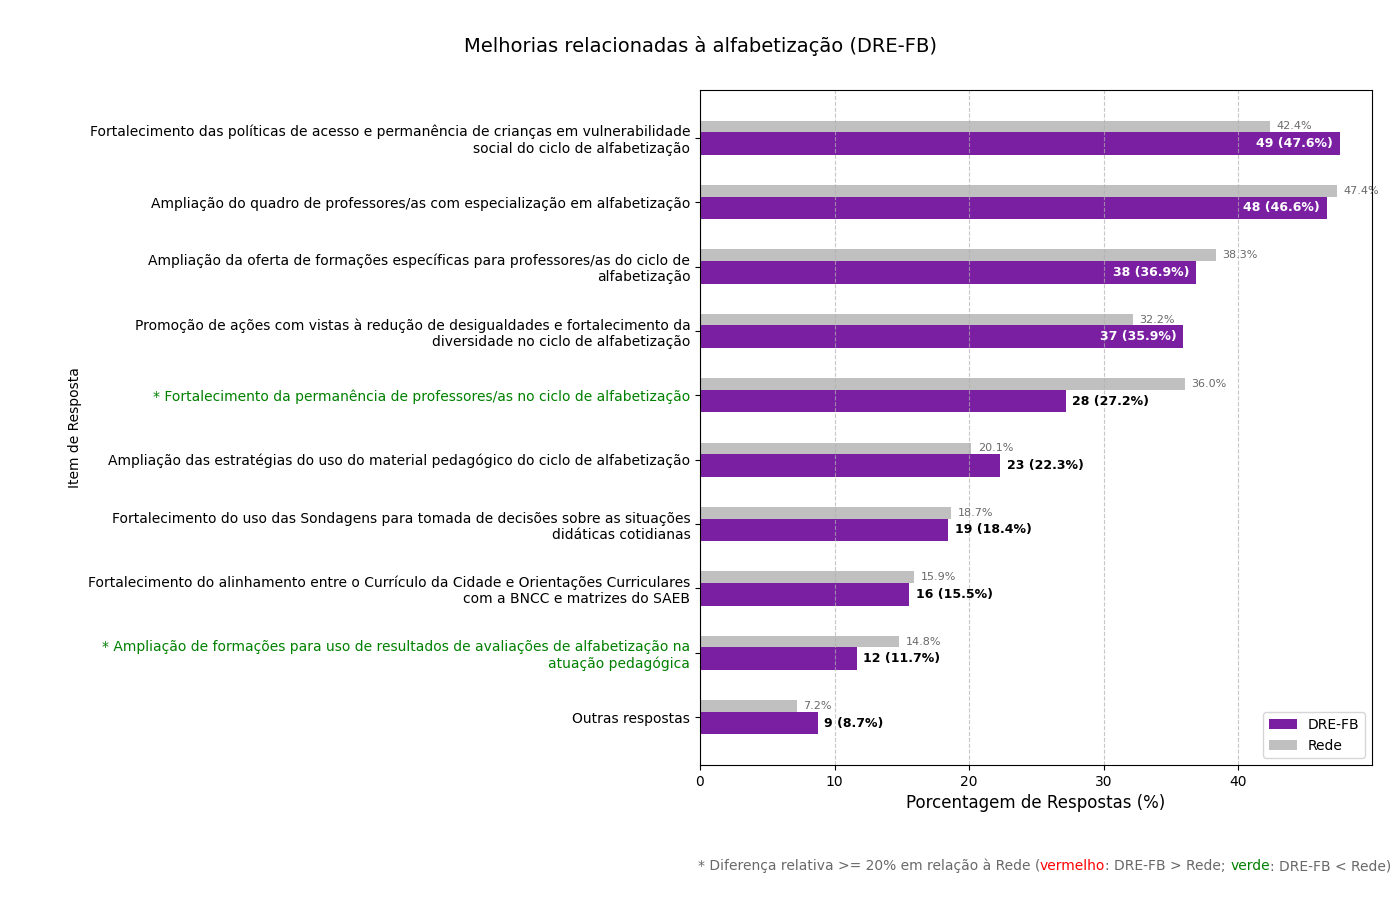 Melhorias relacionadas à alfabetização (DRE-FB)
Item de Resposta
Fortalecimento das políticas de acesso e permanência de crianças em vulnerabilidade
social do ciclo de alfabetização
42.4%
49 (47.6%)
Ampliação do quadro de professores/as com especialização em alfabetização
47.4%
48 (46.6%)
Ampliação da oferta de formações específicas para professores/as do ciclo de
alfabetização
38.3%
38 (36.9%)
Promoção de ações com vistas à redução de desigualdades e fortalecimento da
diversidade no ciclo de alfabetização
32.2%
37 (35.9%)
* Fortalecimento da permanência de professores/as no ciclo de alfabetização
36.0%
28 (27.2%)
Ampliação das estratégias do uso do material pedagógico do ciclo de alfabetização
20.1%
23 (22.3%)
Fortalecimento do uso das Sondagens para tomada de decisões sobre as situações
didáticas cotidianas
18.7%
19 (18.4%)
Fortalecimento do alinhamento entre o Currículo da Cidade e Orientações Curriculares
com a BNCC e matrizes do SAEB
15.9%
16 (15.5%)
* Ampliação de formações para uso de resultados de avaliações de alfabetização na
atuação pedagógica
14.8%
12 (11.7%)
Outras respostas
7.2%
9 (8.7%)
DRE-FB
Rede
0 10 20 30 40
Porcentagem de Respostas (%)
* Diferença relativa >= 20% em relação à Rede (vermelho: DRE-FB > Rede; verde: DRE-FB < Rede)